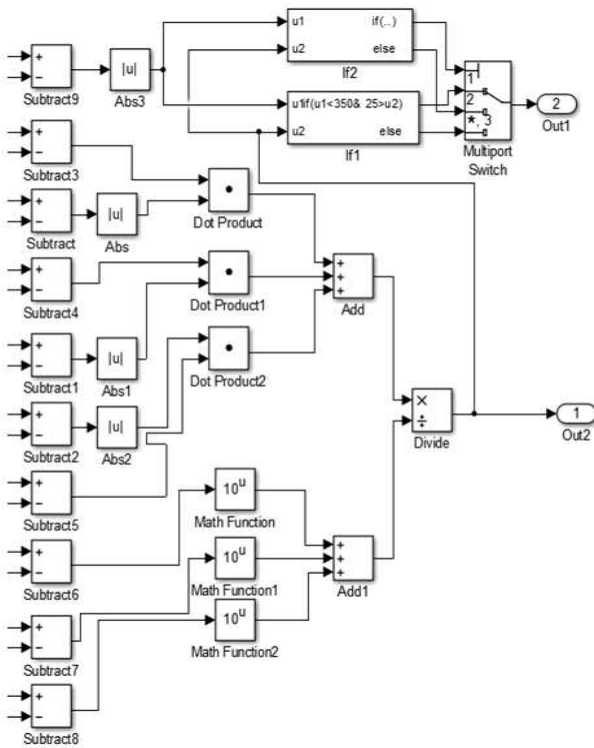 u1 if(..)
u2 else
If2
+
−
Subtract9
|u|
Abs3
u1if(u1<350& 25>u2)
u2 else
If1
1
2
*, 3
Multiport
Switch
2
Out1
+
−
Subtract3
+
−
Subtract
|u|
Abs
Dot Product
+
−
Subtract4
Dot Product1
+
+
+
Add
+
−
Subtract1
|u|
Abs1
Dot Product2
+
−
Subtract2
|u|
Abs2
×
÷
Divide
1
Out2
+
−
Subtract5
10u
Math Function
+
−
Subtract6
10u
Math Function1
+
+
+
Add1
+
−
Subtract7
10u
Math Function2
+
−
Subtract8